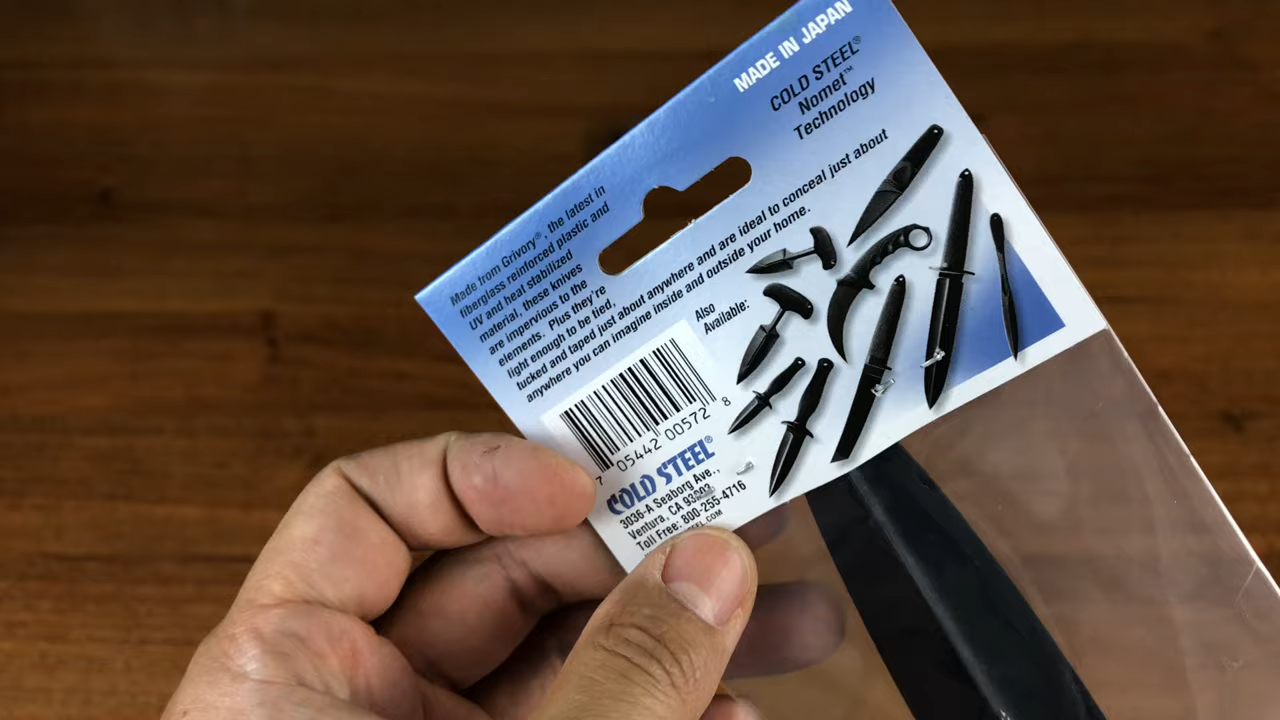 MADE IN JAPAN
COLD STEEL®
Nomet™
Technology
Made from Grivory®, the latest in
fiberglass reinforced plastic and
UV and heat stabilized
material, these knives
are impervious to the
elements. Plus they're
light enough to be tied,
tucked and taped just about anywhere and are ideal to conceal just about
anywhere you can imagine inside and outside your home.
Also
Available:
7 05442 00572 8
COLD STEEL®
3036-A Seaborg Ave.,
Ventura, CA 93003
Toll Free: 800-255-4716